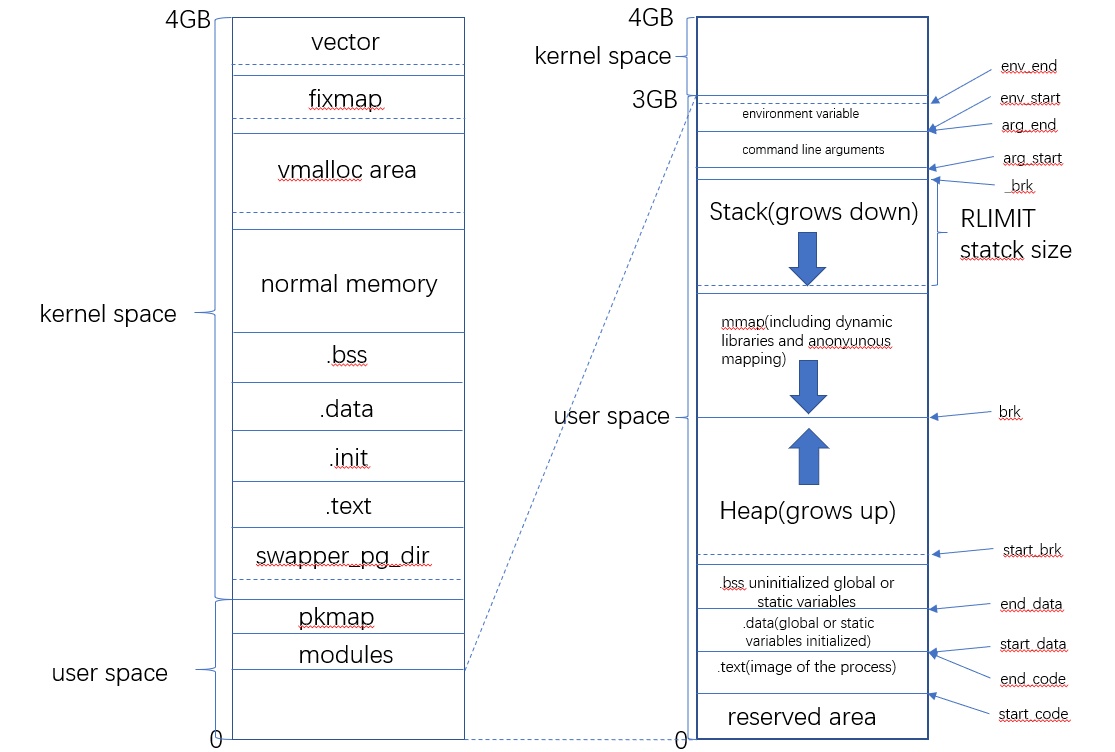 4GB
vector
fixmap
vmalloc area
normal memory
kernel space
.bss
.data
.init
.text
swapper_pg_dir
pkmap
modules
user space
0
4GB
kernel space
3GB
environment variable
command line arguments
Stack(grows down)
mmap(including dynamic
libraries and anonyunous
mapping)
user space
Heap(grows up)
.bss uninitialized global or
static variables
.data(global or static
variables initialized)
.text(image of the process)
reserved area
0
env_end
env_start
arg_end
arg_start
_brk
RLIMIT
statck size
brk
start_brk
end_data
start_data
end_code
start_code